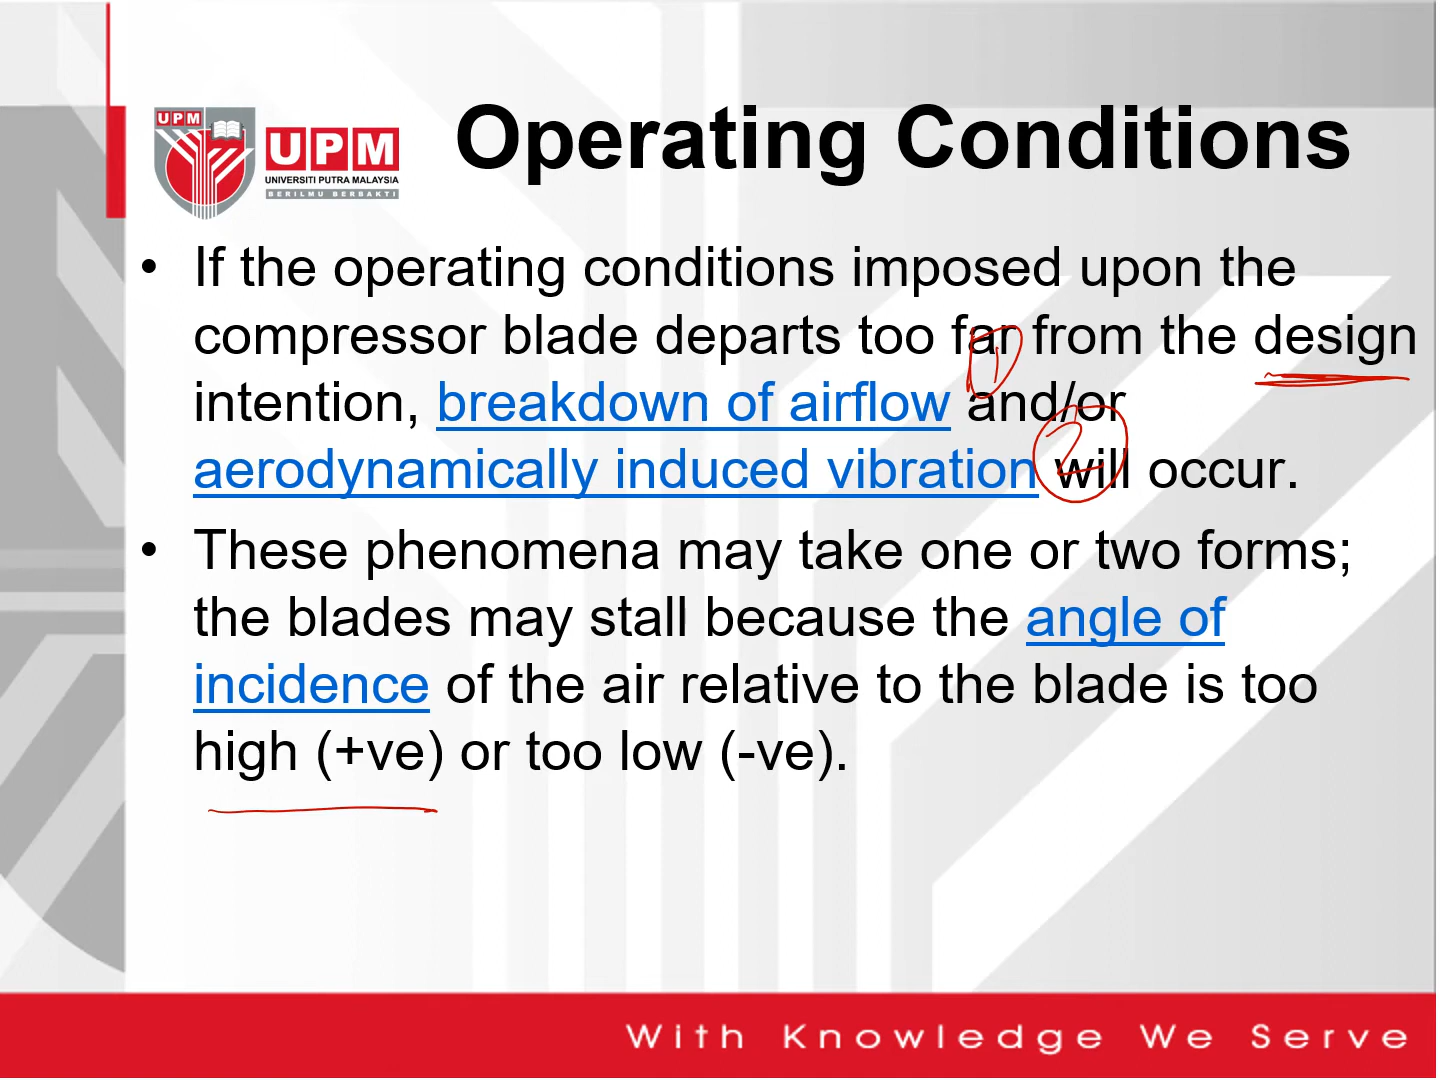 UPM
UPM
UNIVERSITI PUTRA MALAYSIA
BERILMU BERBAKTI
Operating Conditions
• If the operating conditions imposed upon the
compressor blade departs too far from the design
intention, breakdown of airflow and/or
aerodynamically induced vibration will occur.
1
2
• These phenomena may take one or two forms;
the blades may stall because the angle of
incidence of the air relative to the blade is too
high (+ve) or too low (-ve).
With Knowledge We Serve